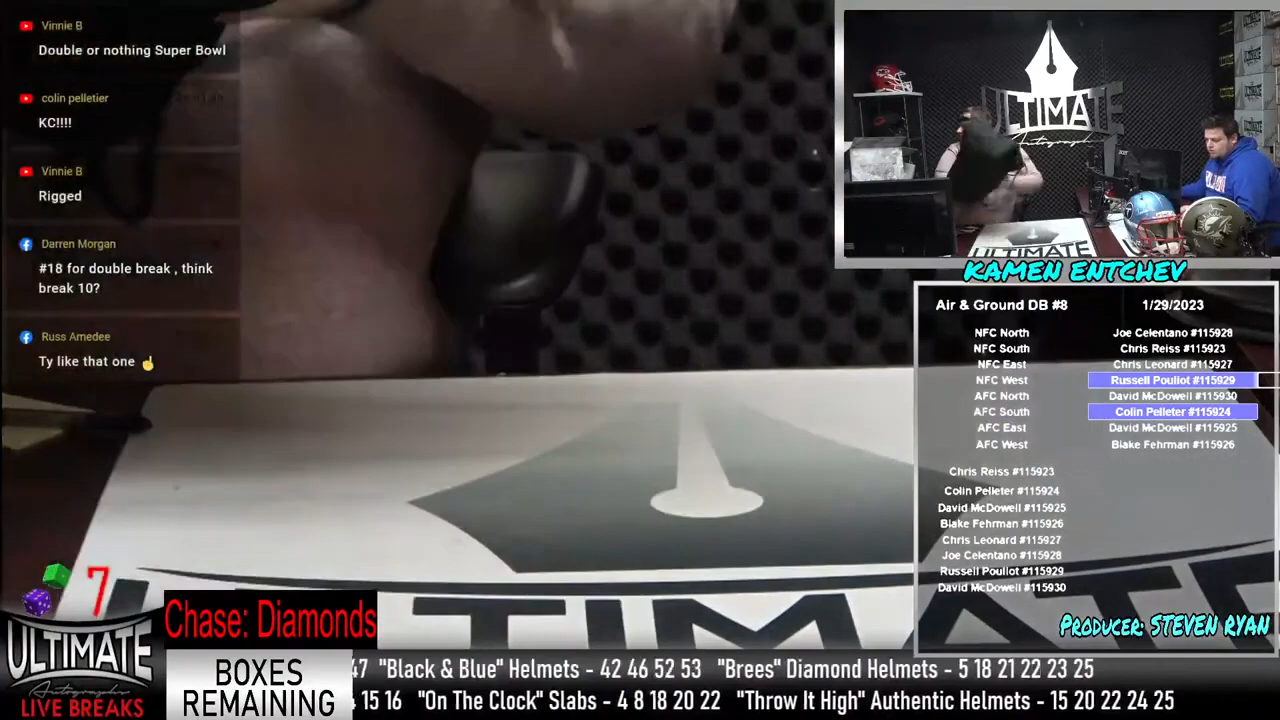 Vinnie B
Double or nothing Super Bowl
colin pelletier
KC!!!!
Vinnie B
Rigged
Darren Morgan
#18 for double break , think
break 10?
Russ Amedee
Ty like that one ☝
ULTIMATE
Autographs
ULTIMATE
KAMEN ENTCHEV
Air & Ground DB #8 1/29/2023
NFC North Joe Celentano #115928
NFC South Chris Reiss #115923
NFC East Chris Leonard #115927
NFC West Russell Pouliot #115929
AFC North David McDowell #115930
AFC South Colin Pelleter #115924
AFC East David McDowell #115925
AFC West Blake Fehrman #115926
Chris Reiss #115923
Colin Pelleter #115924
David McDowell #115925
Blake Fehrman #115926
Chris Leonard #115927
Joe Celentano #115928
Russell Pouliot #115929
David McDowell #115930
Producer: STEVEN RYAN
7
ULTIMATE
Autographs
LIVE BREAKS
Chase: Diamonds
BOXES
REMAINING
47 "Black & Blue" Helmets - 42 46 52 53 "Brees" Diamond Helmets - 5 18 21 22 23 25
15 16 "On The Clock" Slabs - 4 8 18 20 22 "Throw It High" Authentic Helmets - 15 20 22 24 25
ULTIMATE